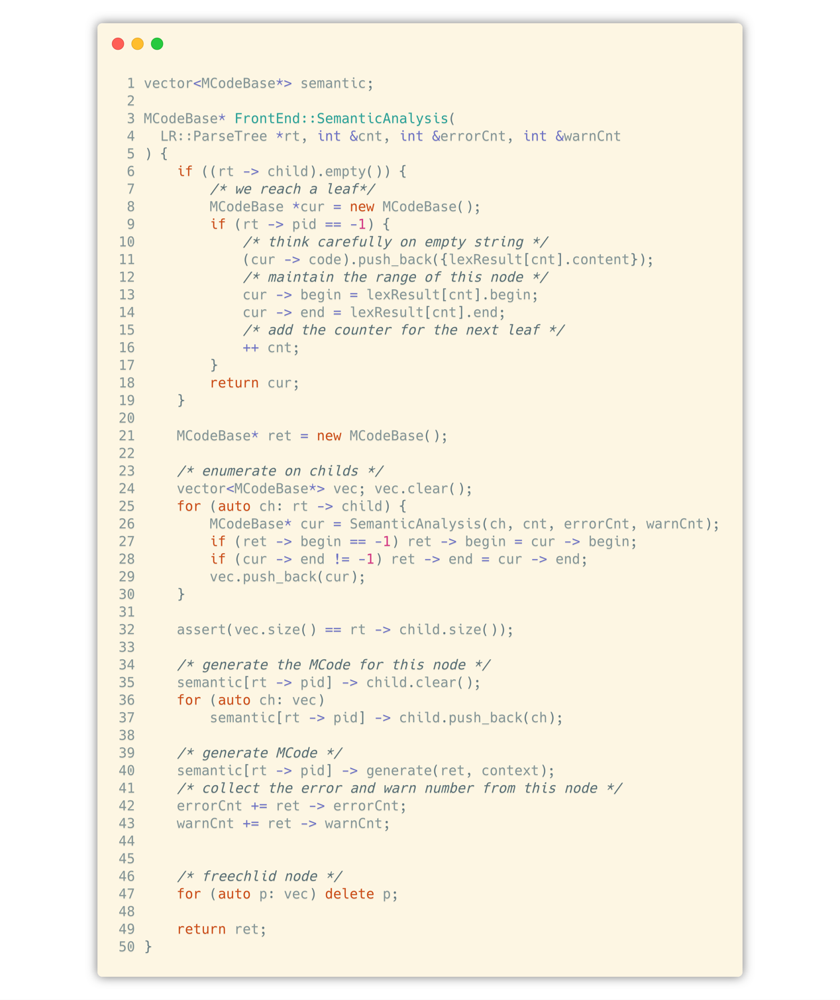 1 vector<MCodeBase*> semantic;
2
3 MCodeBase* FrontEnd::SemanticAnalysis(
4   LR::ParseTree *rt, int &cnt, int &errorCnt, int &warnCnt
5 ) {
6     if ((rt -> child).empty()) {
7         /* we reach a leaf*/
8         MCodeBase *cur = new MCodeBase();
9         if (rt -> pid == -1) {
10             /* think carefully on empty string */
11             (cur -> code).push_back({lexResult[cnt].content});
12             /* maintain the range of this node */
13             cur -> begin = lexResult[cnt].begin;
14             cur -> end = lexResult[cnt].end;
15             /* add the counter for the next leaf */
16             ++ cnt;
17         }
18         return cur;
19     }
20
21     MCodeBase* ret = new MCodeBase();
22
23     /* enumerate on childs */
24     vector<MCodeBase*> vec; vec.clear();
25     for (auto ch: rt -> child) {
26         MCodeBase* cur = SemanticAnalysis(ch, cnt, errorCnt, warnCnt);
27         if (ret -> begin == -1) ret -> begin = cur -> begin;
28         if (cur -> end != -1) ret -> end = cur -> end;
29         vec.push_back(cur);
30     }
31
32     assert(vec.size() == rt -> child.size());
33
34     /* generate the MCode for this node */
35     semantic[rt -> pid] -> child.clear();
36     for (auto ch: vec)
37         semantic[rt -> pid] -> child.push_back(ch);
38
39     /* generate MCode */
40     semantic[rt -> pid] -> generate(ret, context);
41     /* collect the error and warn number from this node */
42     errorCnt += ret -> errorCnt;
43     warnCnt += ret -> warnCnt;
44
45
46     /* freechlid node */
47     for (auto p: vec) delete p;
48
49     return ret;
50 }